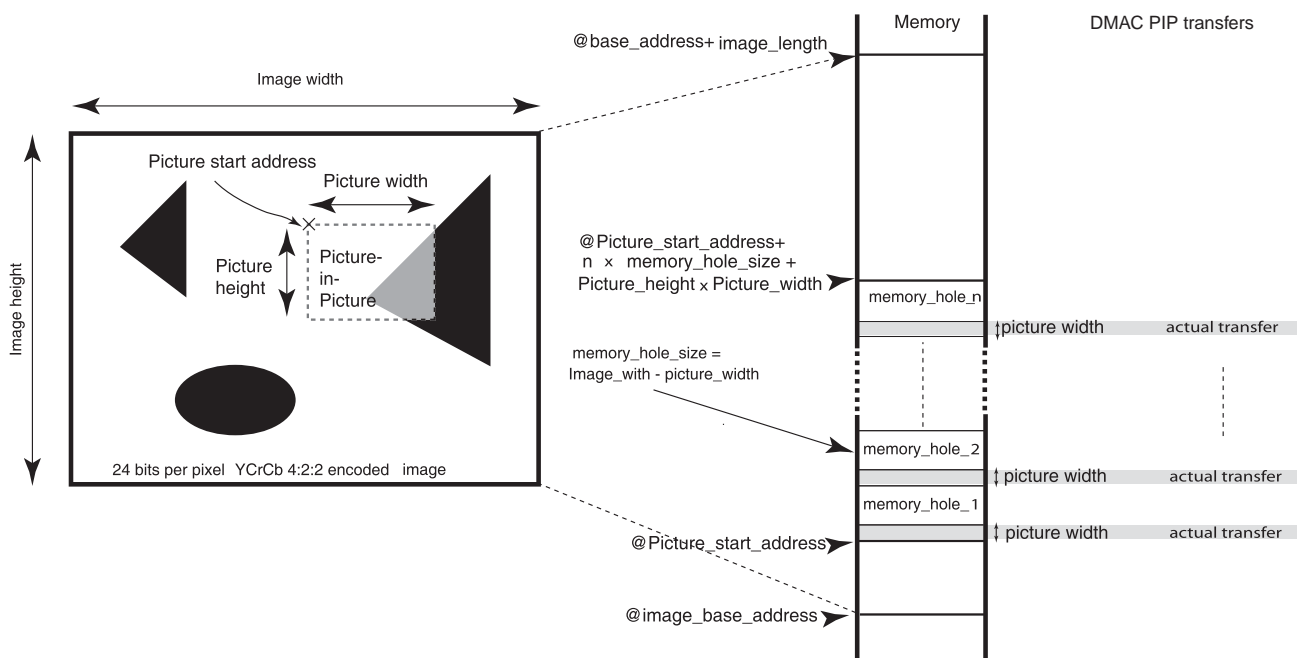 Memory
DMAC PIP transfers
@base_address+ image_length
Image width
Image height
Picture start address
Picture width
Picture
height
Picture-
in-
Picture
24 bits per pixel YCrCb 4:2:2 encoded image
@Picture_start_address+
n x memory_hole_size +
Picture_height x Picture_width
memory_hole_n
picture width actual transfer
memory_hole_size =
Image_with - picture_width
memory_hole_2
picture width actual transfer
memory_hole_1
picture width actual transfer
@Picture_start_address
@image_base_address